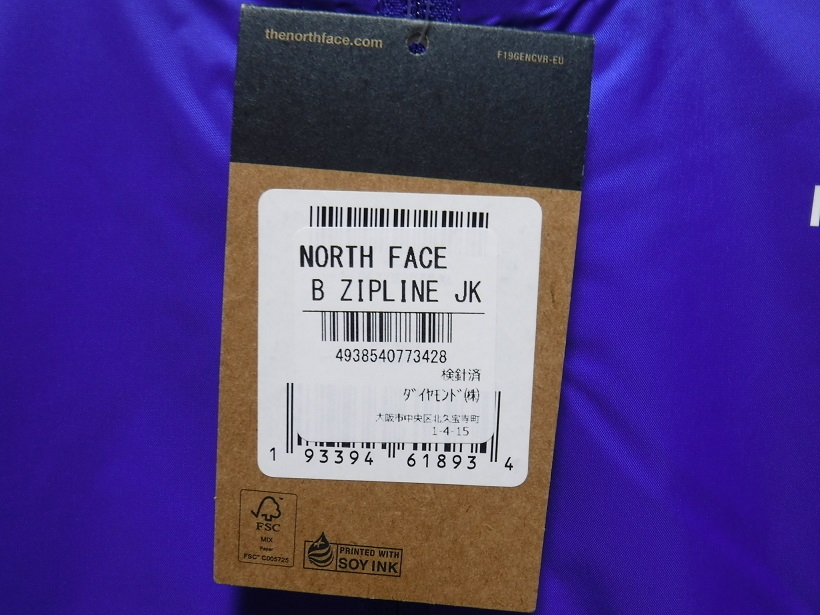 thenorthface.com
F19GENCVR-EU
NORTH FACE
B ZIPLINE JK
4938540773428
検針済
ダイヤモンド(株)
大阪市中央区北久宝寺町
1-4-15
1 93394 61893 4
FSC
MIX
Paper
FSC® C005725
PRINTED WITH
SOY INK